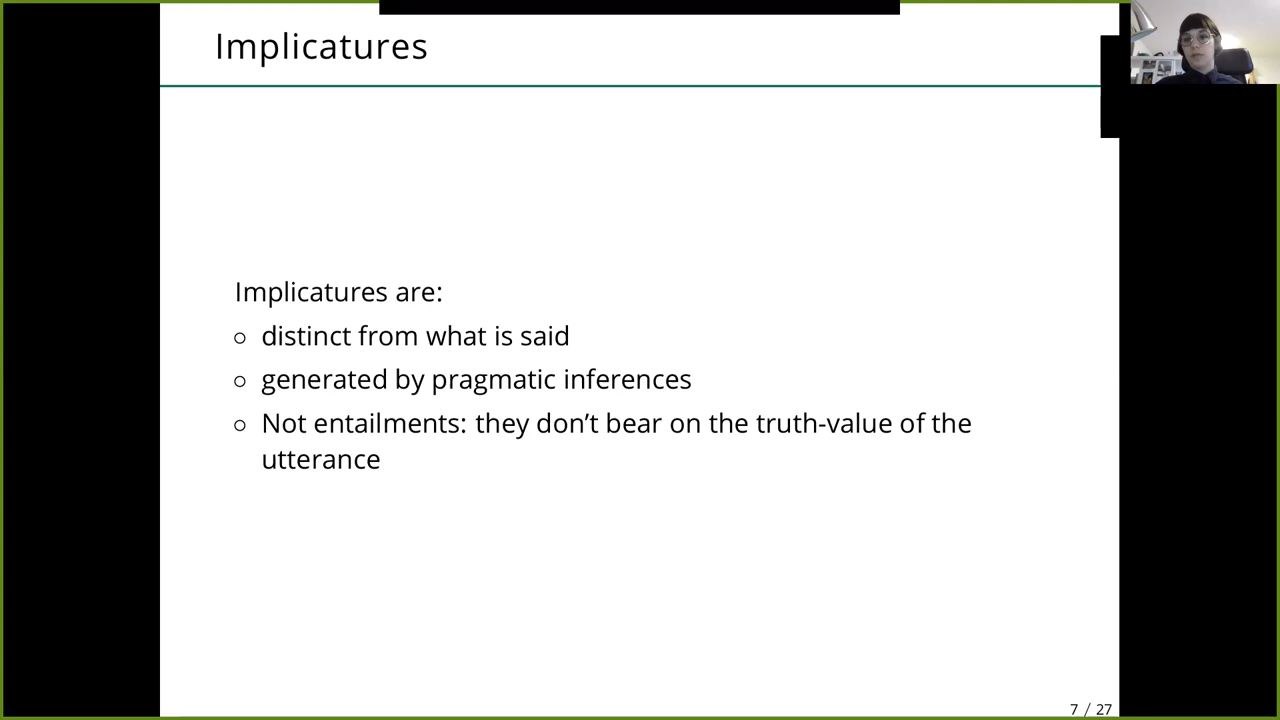 Implicatures
Implicatures are:
○ distinct from what is said
○ generated by pragmatic inferences
○ Not entailments: they don’t bear on the truth-value of the
utterance
7 / 27